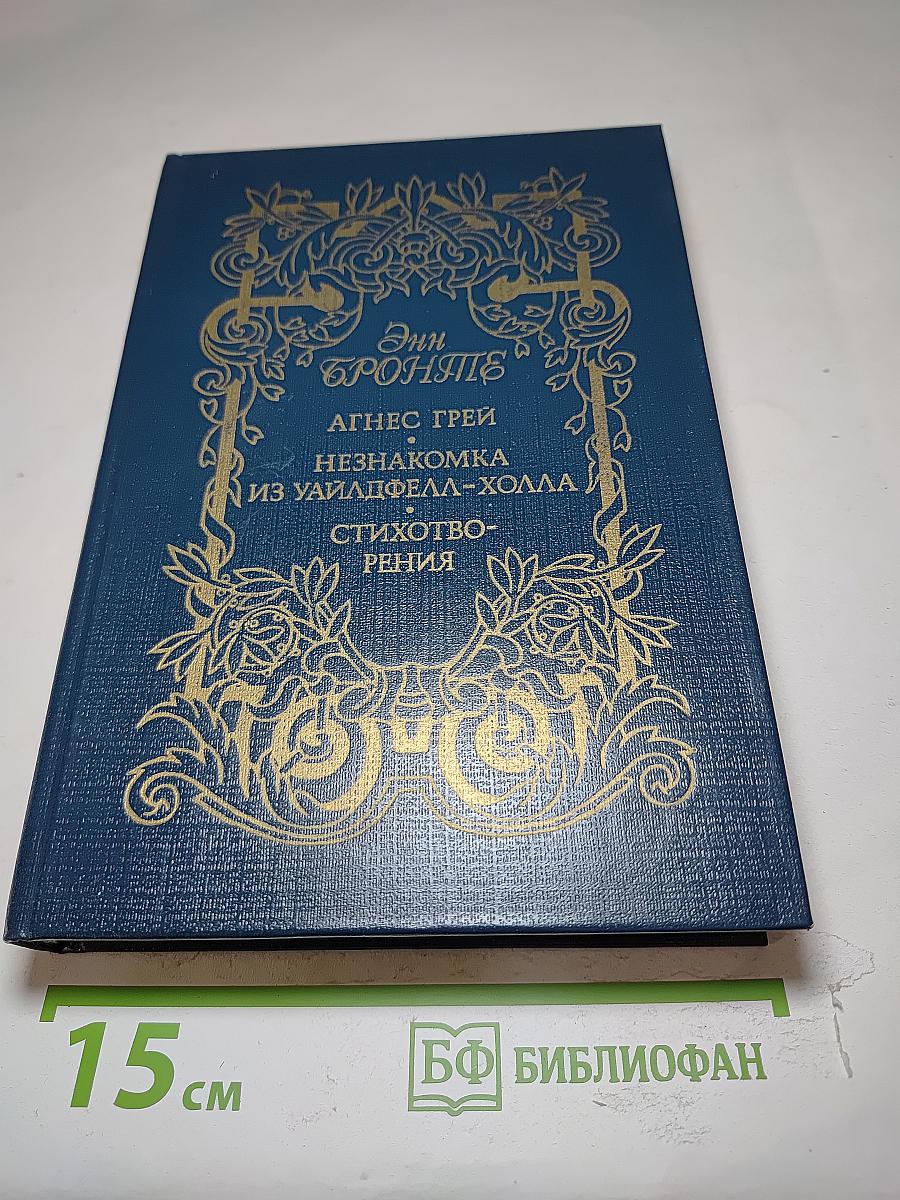 Энн
БРОНТЕ
АГНЕС ГРЕЙ
•
НЕЗНАКОМКА
ИЗ УАЙЛДФЕЛЛ-ХОЛЛА
•
СТИХОТВО-
РЕНИЯ
15 см
БФ БИБЛИОФАН